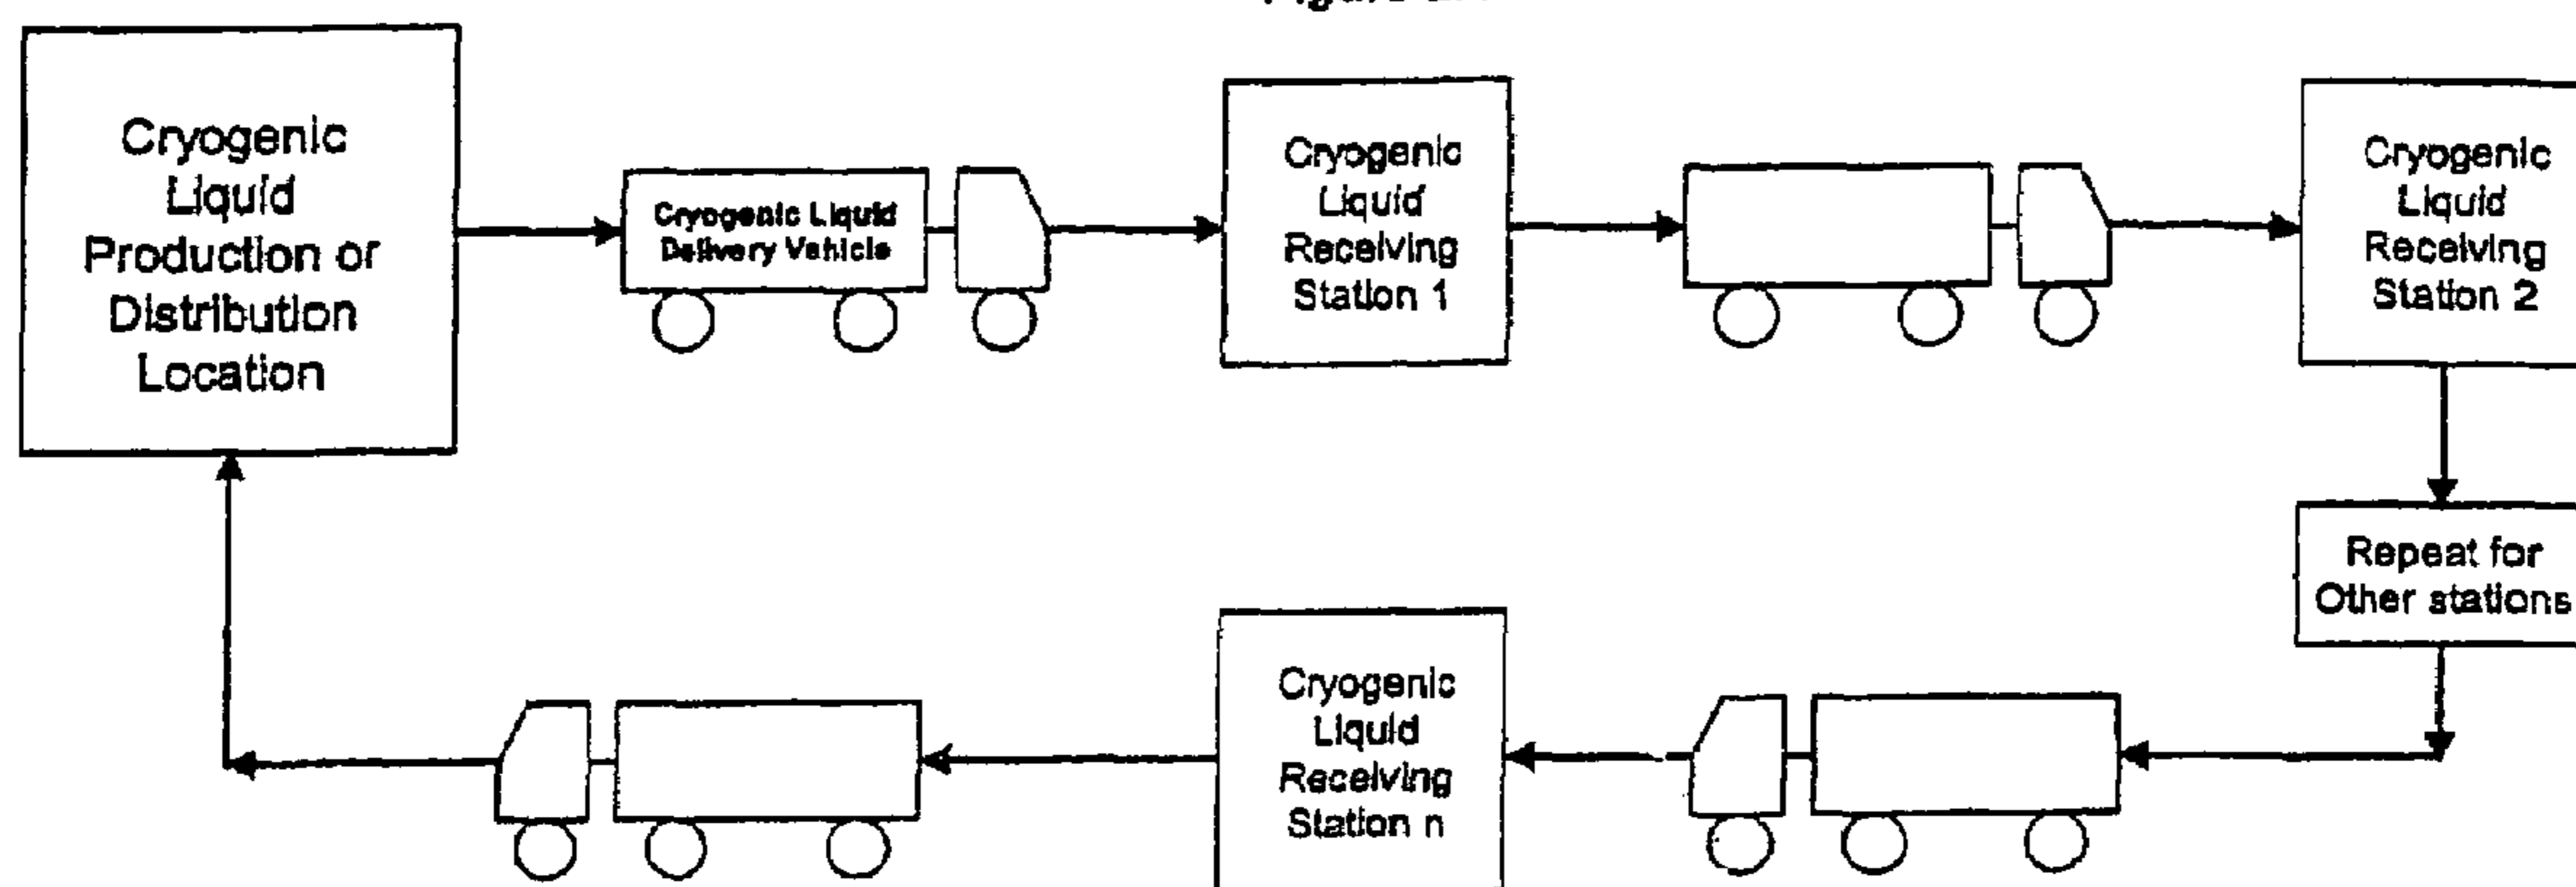 Figure
Cryogenic
Liquid
Production or
Distribution
Location
Cryogenic Liquid
Delivery Vehicle
Cryogenic
Liquid
Receiving
Station 1
Cryogenic
Liquid
Receiving
Station 2
Repeat for
Other stations
Cryogenic
Liquid
Receiving
Station n